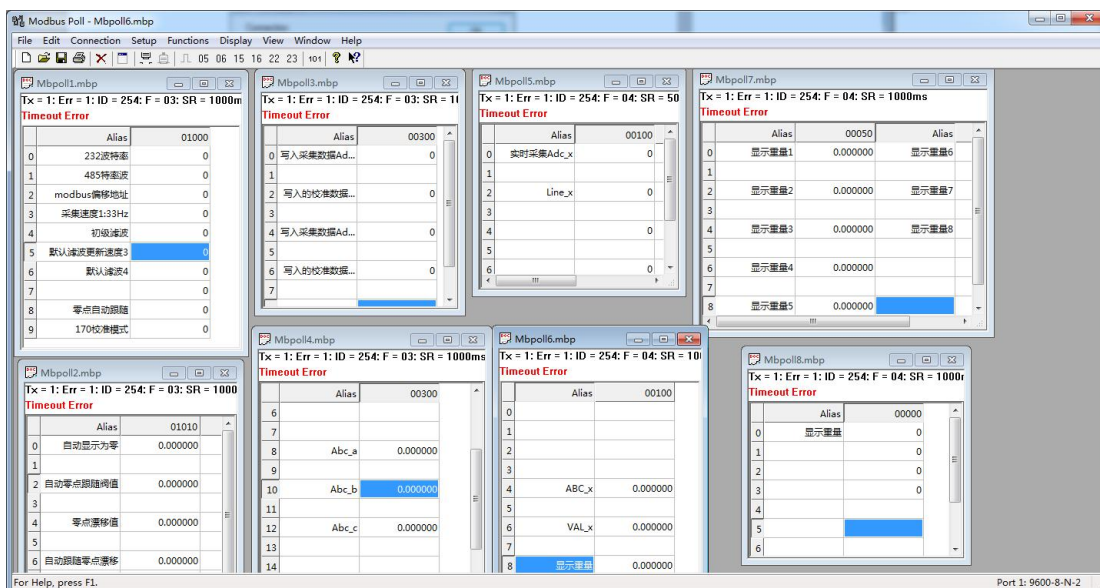 Modbus Poll - Mbpoll6.mbp
File Edit Connection Setup Functions Display View Window Help
05 06 15 16 22 23 101
Mbpoll1.mbp
Tx = 1: Err = 1: ID = 254: F = 03: SR = 1000m
Timeout Error
Alias 01000
0 232波特率 0
1 485特率波 0
2 modbus偏移地址 0
3 采集速度1:33Hz 0
4 初级滤波 0
5 默认滤波更新速度3 0
6 默认滤波4 0
7 0
8 零点自动跟随 0
9 170校准模式 0
Mbpoll3.mbp
Tx = 1: Err = 1: ID = 254: F = 03: SR = 1
Timeout Error
Alias 00300
0 写入采集数据Ad... 0
1
2 写入的校准数据... 0
3
4 写入采集数据Ad... 0
5
6 写入的校准数据... 0
7
Mbpoll5.mbp
Tx = 1: Err = 1: ID = 254: F = 04: SR = 50
Timeout Error
Alias 00100
0 实时采集Adc_x 0
1
2 Line_x 0
3
4 0
5
6 0
Mbpoll7.mbp
Tx = 1: Err = 1: ID = 254: F = 04: SR = 1000ms
Timeout Error
Alias 00050 Alias
0 显示重量1 0.000000 显示重量6
1
2 显示重量2 0.000000 显示重量7
3
4 显示重量3 0.000000 显示重量8
5
6 显示重量4 0.000000
7
8 显示重量5 0.000000
Mbpoll2.mbp
Tx = 1: Err = 1: ID = 254: F = 03: SR = 1000
Timeout Error
Alias 01010
0 自动显示为零 0.000000
1
2 自动零点跟随阀值 0.000000
3
4 零点漂移值 0.000000
5
6 自动跟随零点漂移 0.000000
Mbpoll4.mbp
Tx = 1: Err = 1: ID = 254: F = 03: SR = 1000ms
Timeout Error
Alias 00300
6
7
8 Abc_a 0.000000
9
10 Abc_b 0.000000
11
12 Abc_c 0.000000
13
14
Mbpoll6.mbp
Tx = 1: Err = 1: ID = 254: F = 04: SR = 10
Timeout Error
Alias 00100
0
1
2
3
4 ABC_x 0.000000
5
6 VAL_x 0.000000
7
8 显示重量 0.000000
Mbpoll8.mbp
Tx = 1: Err = 1: ID = 254: F = 04: SR = 1000
Timeout Error
Alias 00000
0 显示重量 0
1 0
2 0
3 0
4
5
6
For Help, press F1.
Port 1: 9600-8-N-2